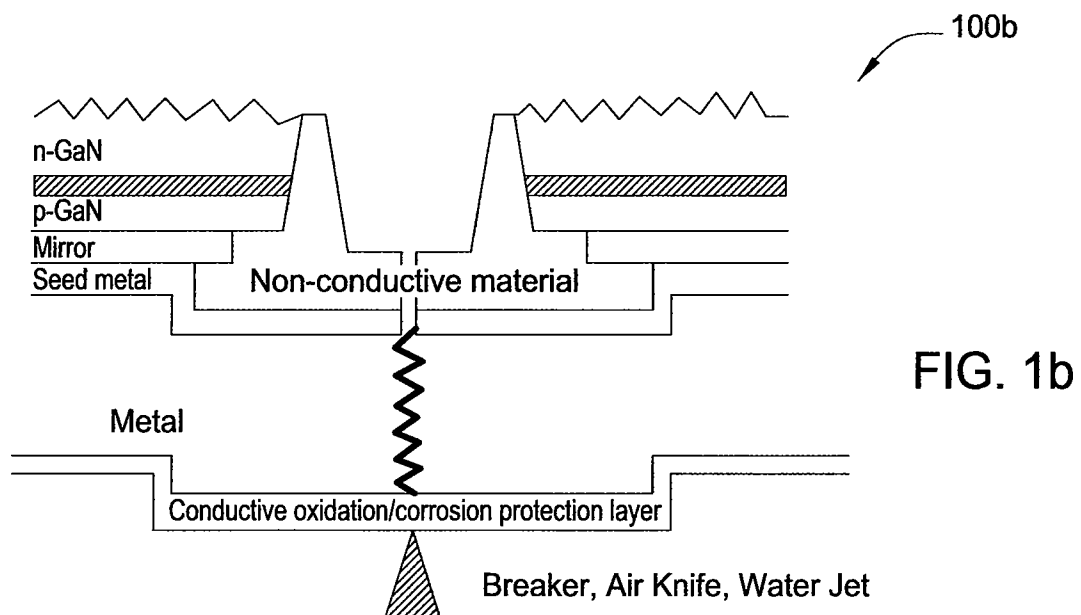 100b
n-GaN
p-GaN
Mirror
Seed metal
Non-conductive material
FIG. 1b
Metal
Conductive oxidation/corrosion protection layer
Breaker, Air Knife, Water Jet